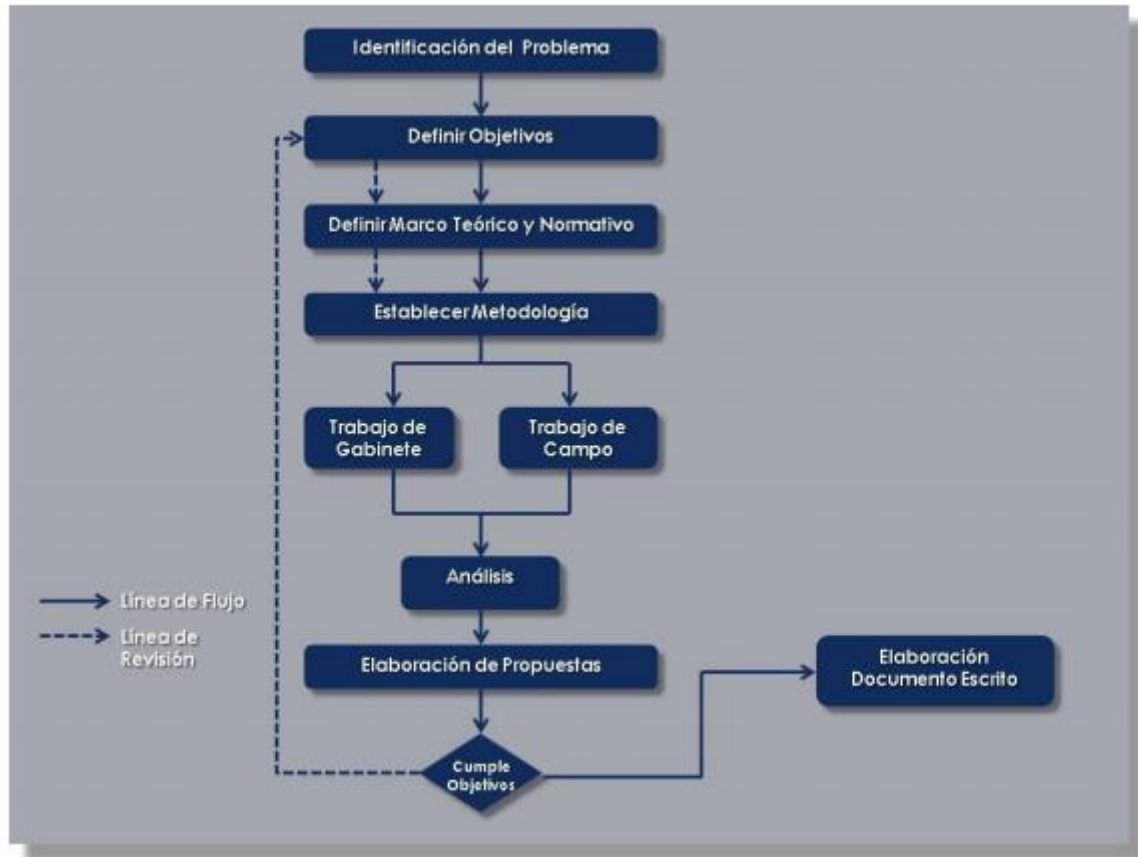 Identificación del Problema
Definir Objetivos
Definir Marco Teórico y Normativo
Establecer Metodología
Trabajo de
Gabinete
Trabajo de
Campo
Análisis
Línea de Flujo
Línea de
Revisión
Elaboración de Propuestas
Elaboración
Documento Escrito
Cumple
Objetivos